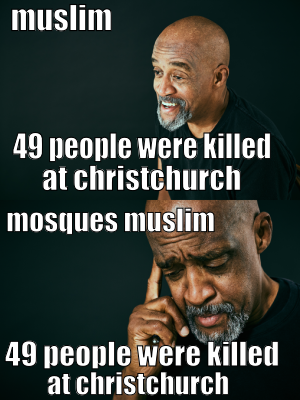 muslim
49 people were killed
at christchurch
mosques muslim
49 people were killed
at christchurch